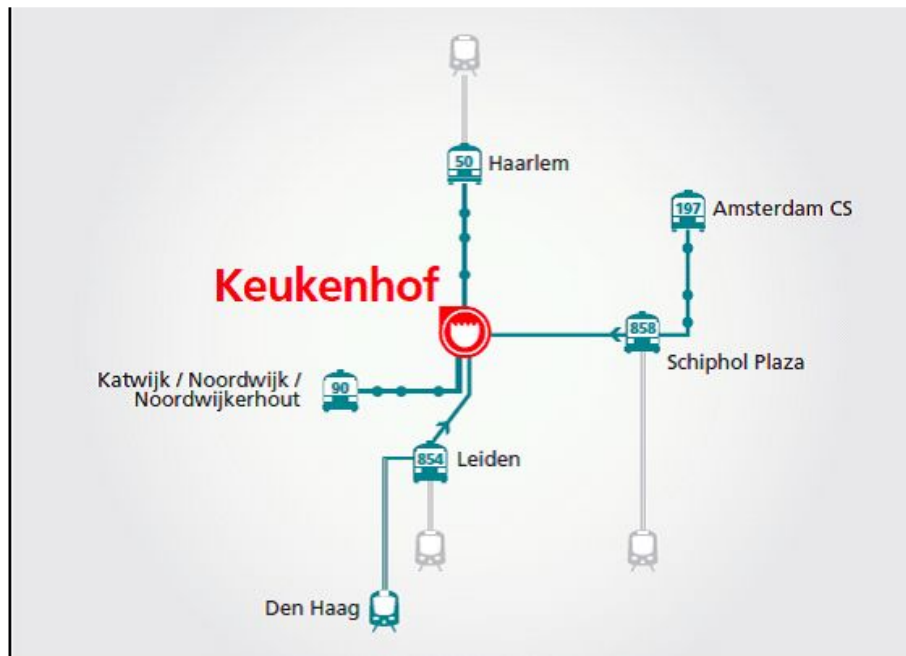 50
Haarlem
197
Amsterdam CS
Keukenhof
858
Schiphol Plaza
Katwijk / Noordwijk /
Noordwijkerhout
90
854
Leiden
Den Haag